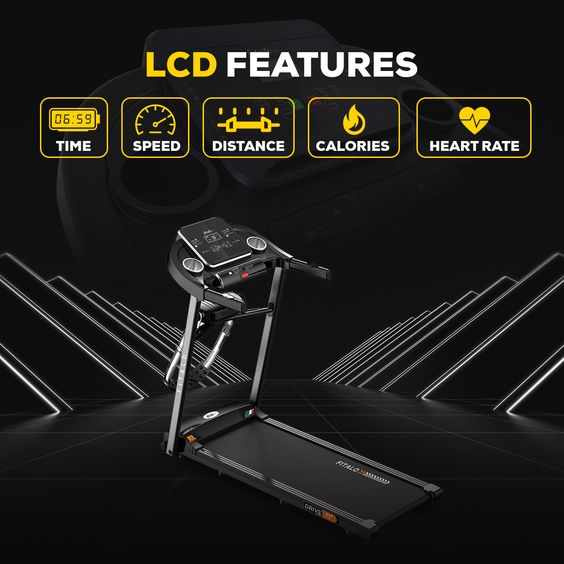 LCD FEATURES
06:59
TIME
SPEED
DISTANCE
CALORIES
HEART RATE
FITALO